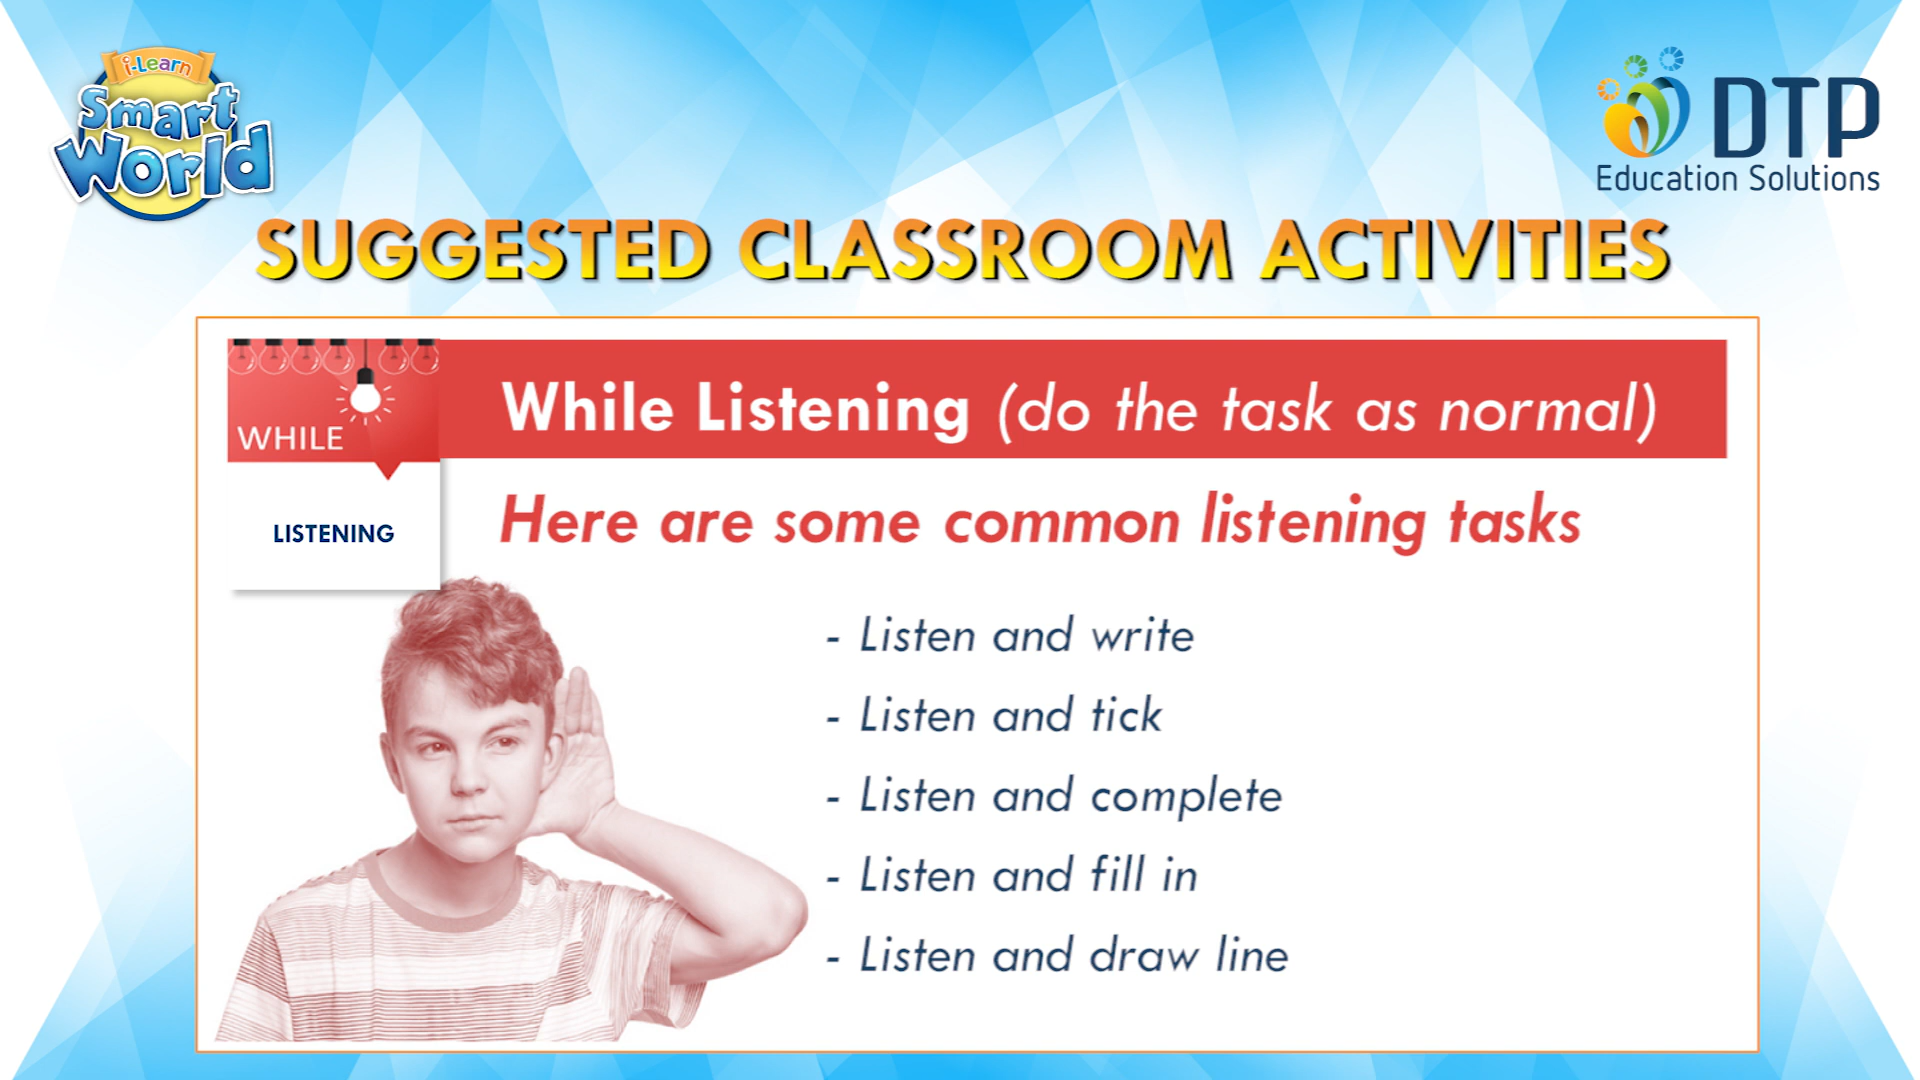 i-Learn
Smart
World
DTP
Education Solutions
SUGGESTED CLASSROOM ACTIVITIES
WHILE
LISTENING
While Listening (do the task as normal)
Here are some common listening tasks
- Listen and write
- Listen and tick
- Listen and complete
- Listen and fill in
- Listen and draw line